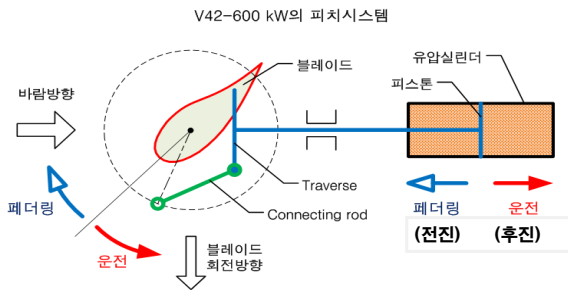 V42-600 kW의 피치시스템
블레이드
유압실린더
피스톤
바람방향
Traverse
Connecting rod
페더링
운전
블레이드
회전방향
페더링 운전
(전진) (후진)